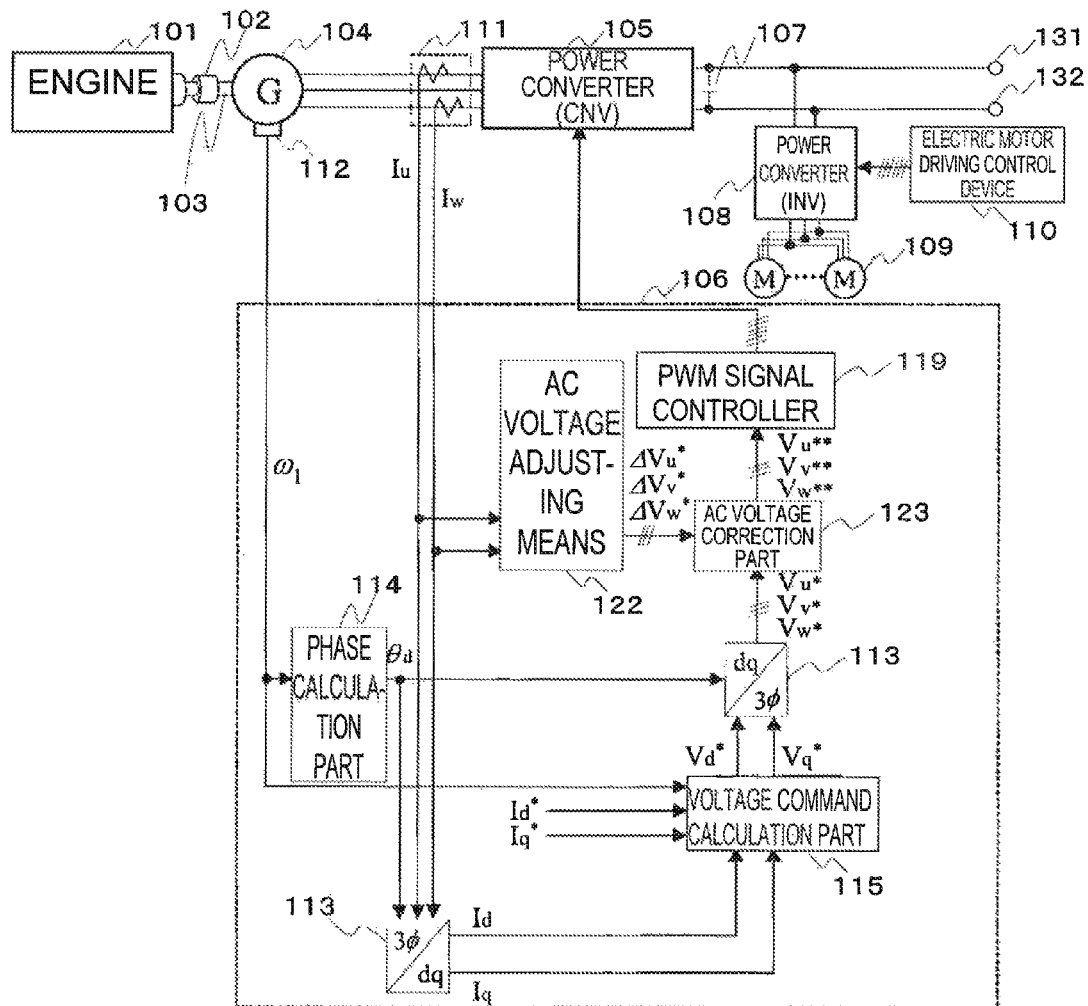 101
102
104
111
105
107
131
132
ENGINE
G
POWER
CONVERTER
(CNV)
112
103
Iu
Iw
POWER
CONVERTER
(INV)
108
ELECTRIC MOTOR
DRIVING CONTROL
DEVICE
110
M
M
109
106
ω1
AC
VOLTAGE
ADJUST-
ING
MEANS
122
PWM SIGNAL
CONTROLLER
119
Vu**
Vv**
Vw**
ΔVu*
ΔVv*
ΔVw*
AC VOLTAGE
CORRECTION
PART
123
Vu*
Vv*
Vw*
114
PHASE
CALCULA-
TION
PART
θd
dq
3ϕ
113
Vd*
Vq*
Id*
Iq*
VOLTAGE COMMAND
CALCULATION PART
115
113
3ϕ
dq
Id
Iq